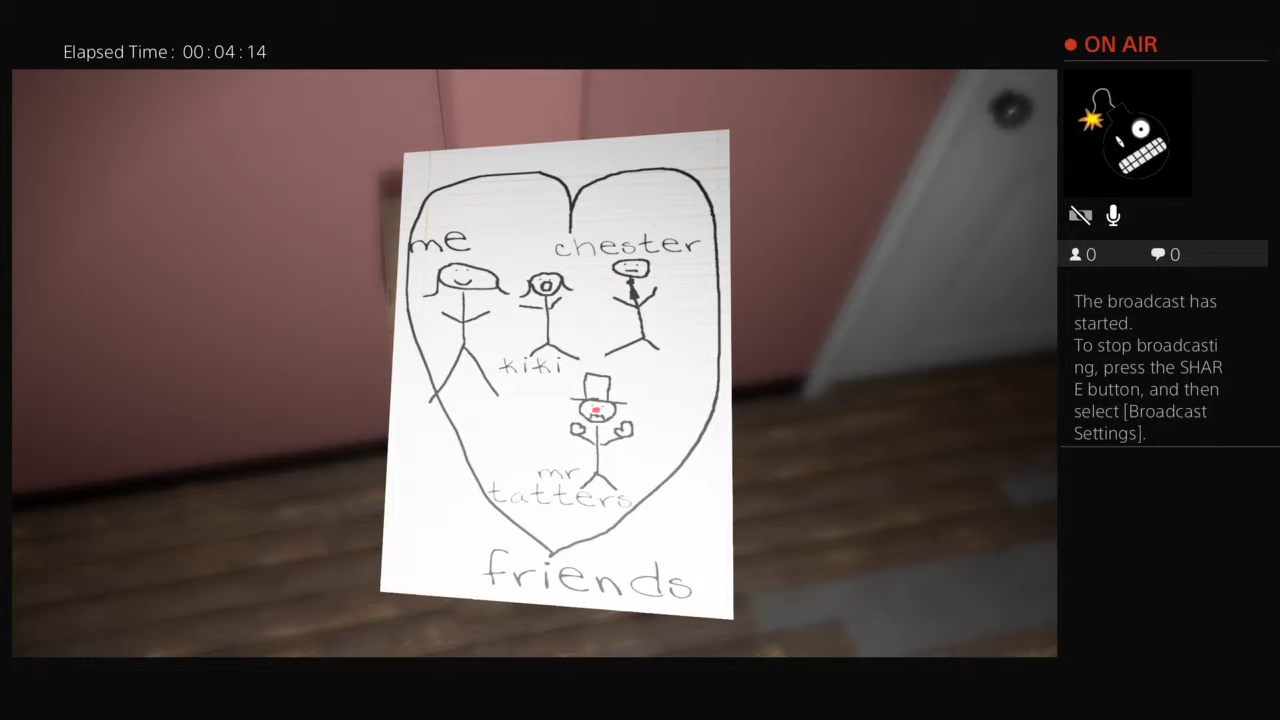 Elapsed Time: 00:04:14
ON AIR
me
chester
kiki
mr
tatters
friends
0
0
The broadcast has
started.
To stop broadcasti
ng, press the SHAR
E button, and then
select [Broadcast
Settings].